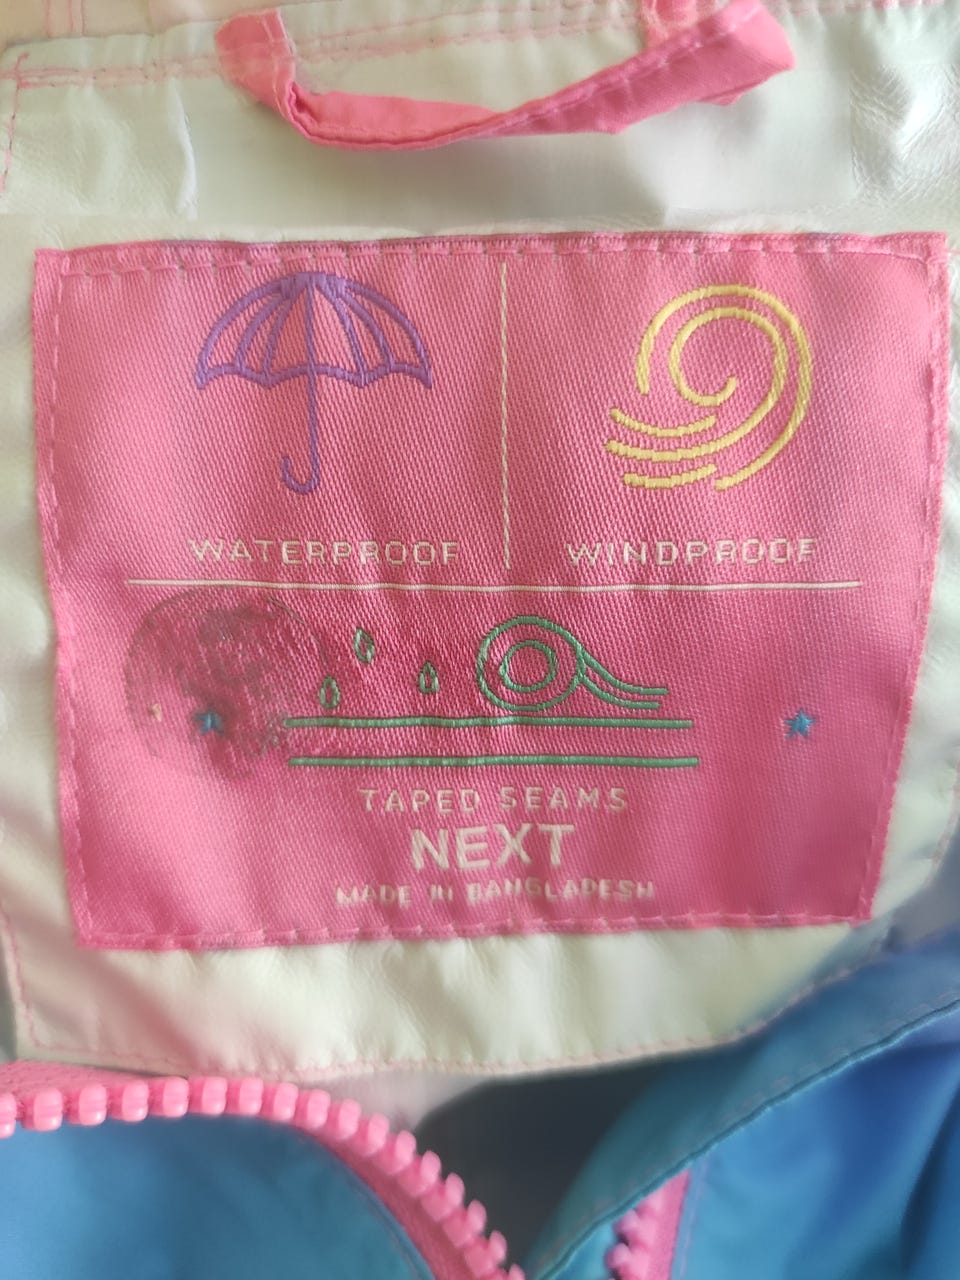 WATERPROOF
WINDPROOF
TAPED SEAMS
NEXT
MADE IN BANGLADESH